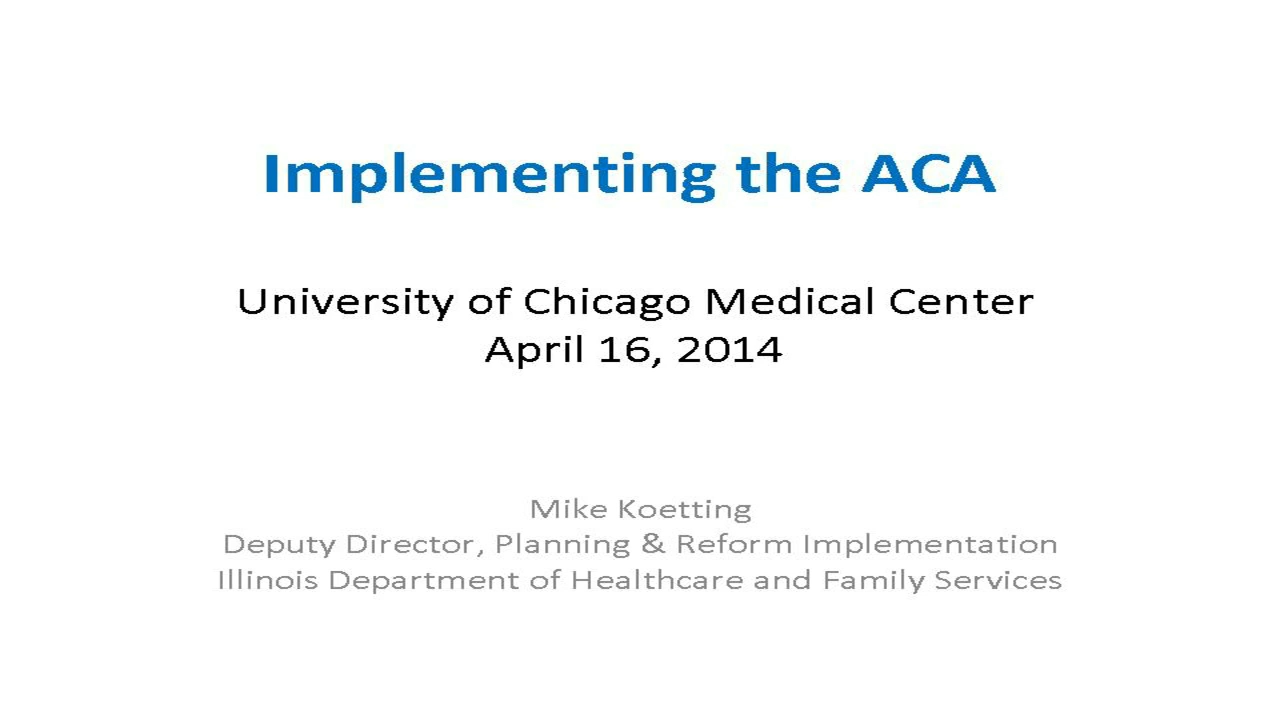 Implementing the ACA
University of Chicago Medical Center
April 16, 2014
Mike Koetting
Deputy Director, Planning & Reform Implementation
Illinois Department of Healthcare and Family Services